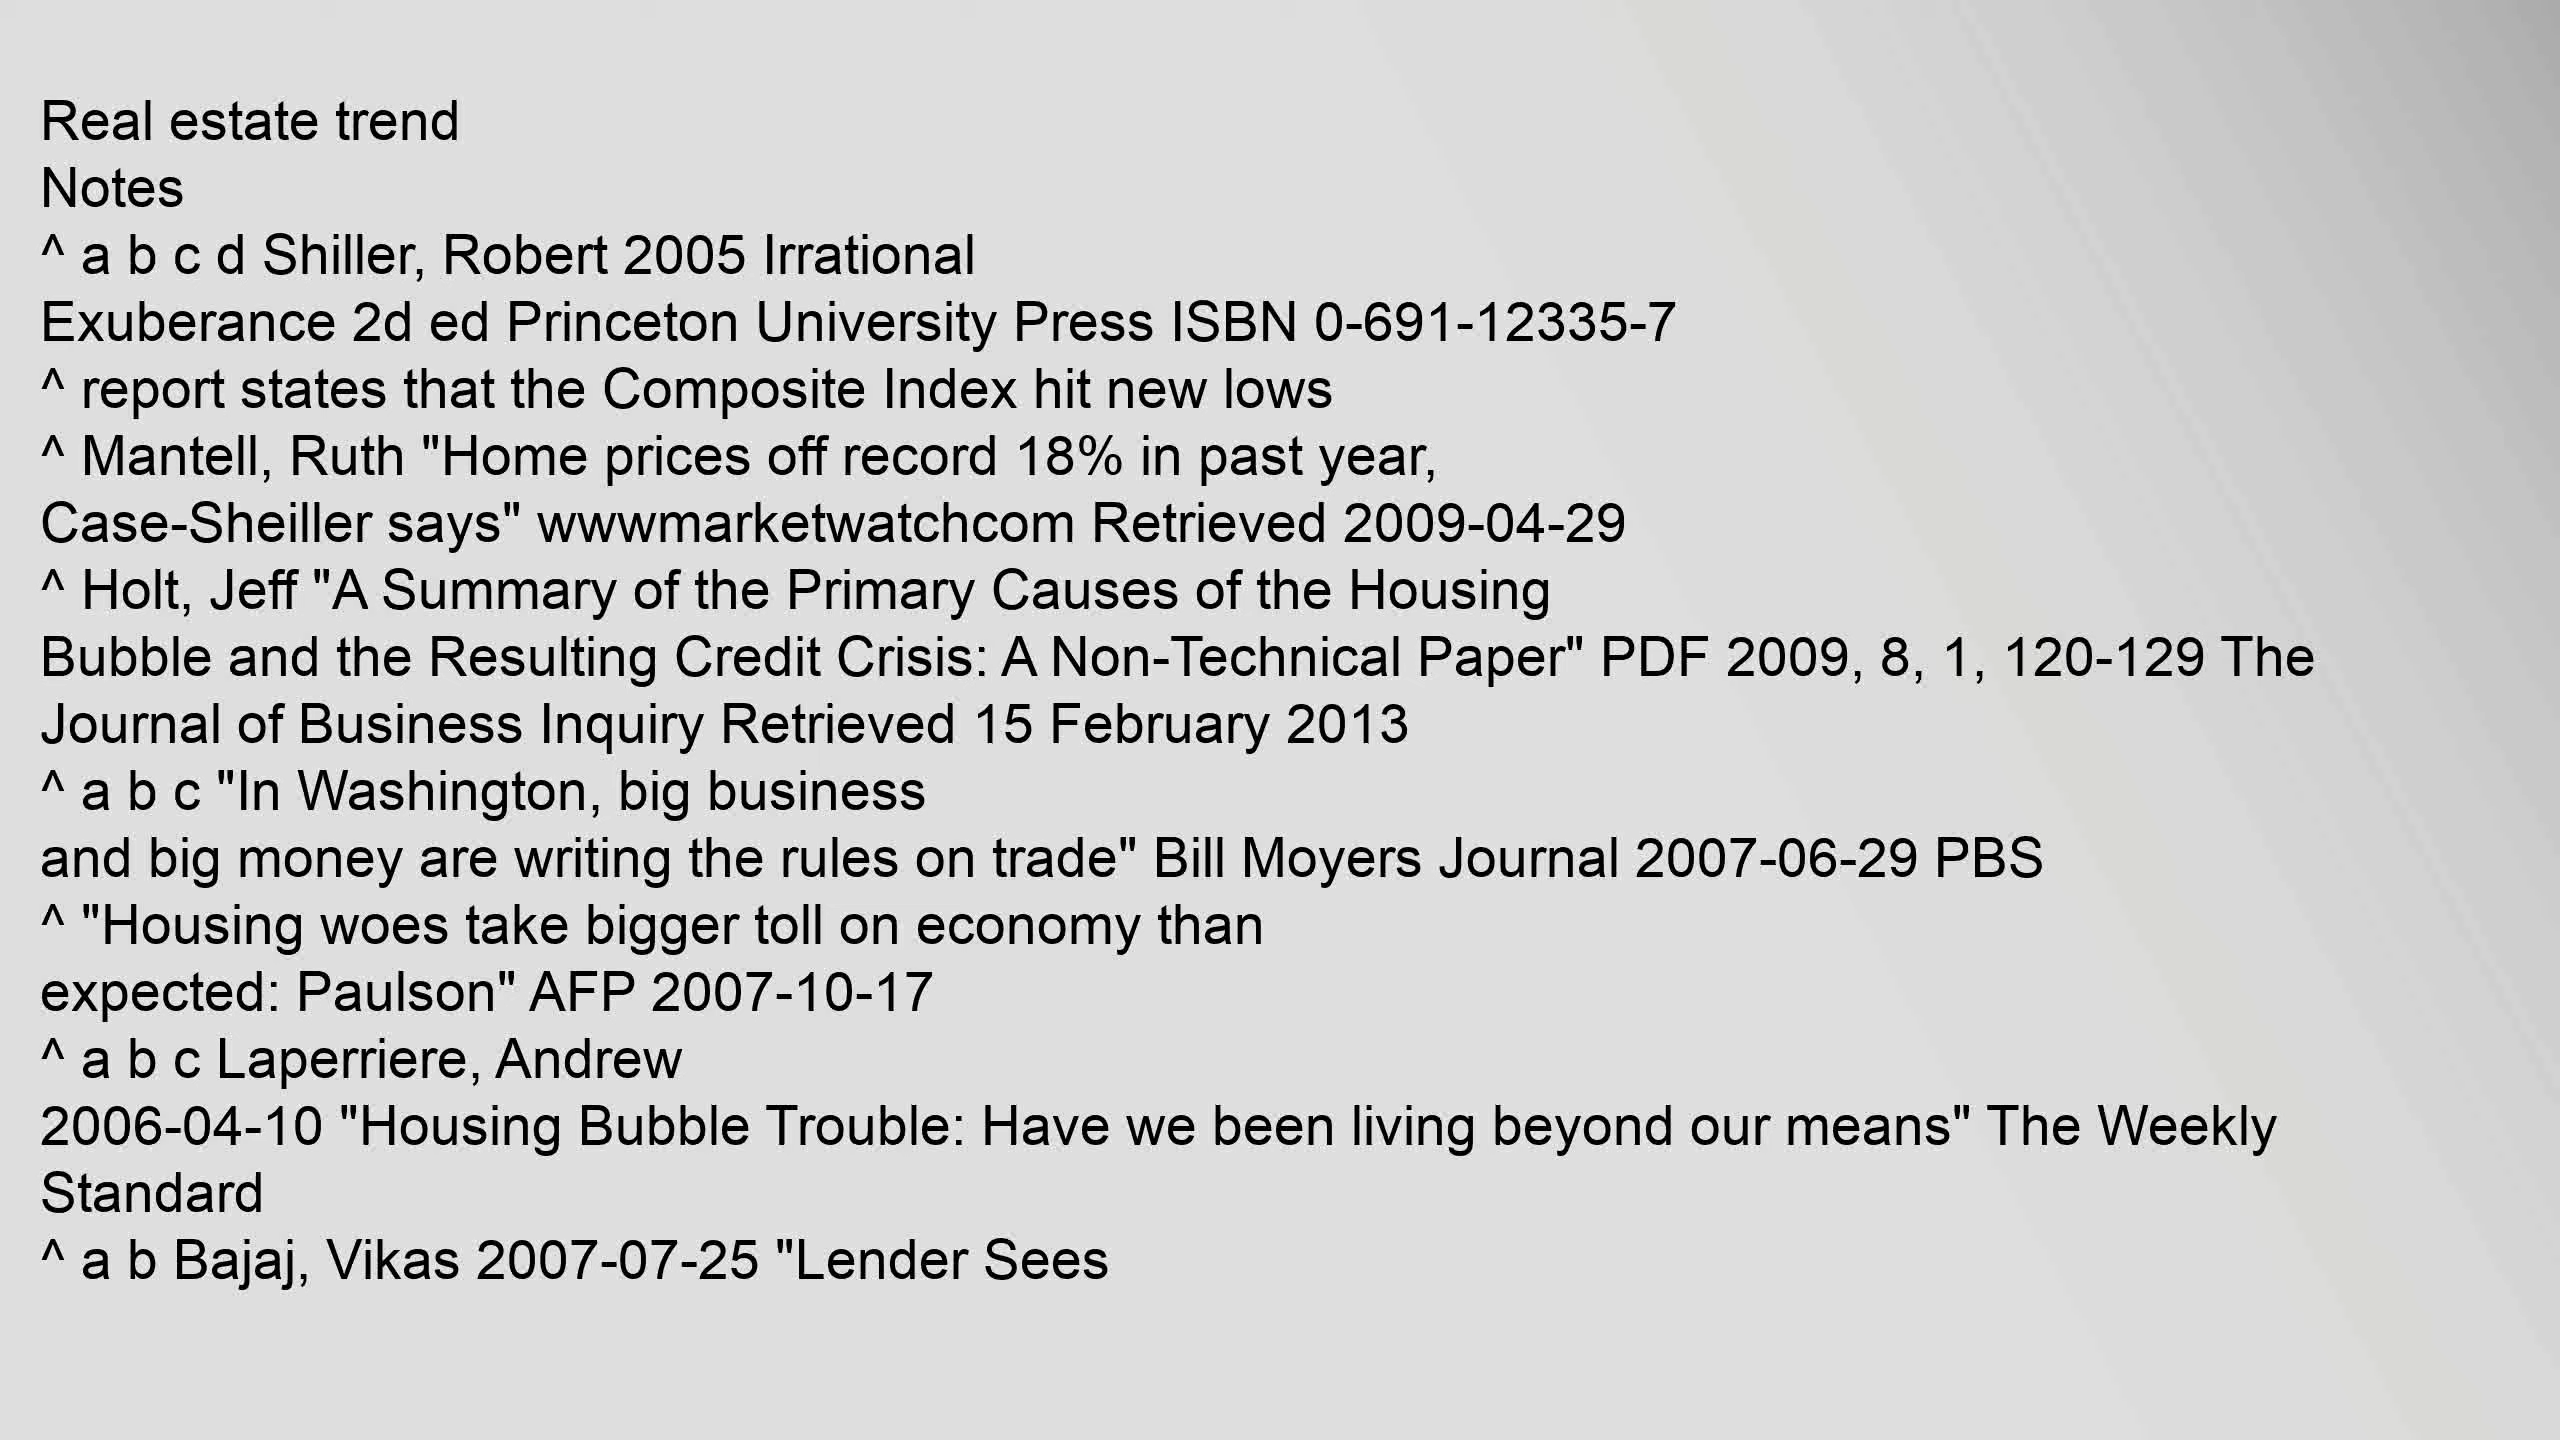 Real estate trend
Notes
^ a b c d Shiller, Robert 2005 Irrational
Exuberance 2d ed Princeton University Press ISBN 0-691-12335-7
^ report states that the Composite Index hit new lows
^ Mantell, Ruth "Home prices off record 18% in past year,
Case-Sheiller says" wwwmarketwatchcom Retrieved 2009-04-29
^ Holt, Jeff "A Summary of the Primary Causes of the Housing
Bubble and the Resulting Credit Crisis: A Non-Technical Paper" PDF 2009, 8, 1, 120-129 The
Journal of Business Inquiry Retrieved 15 February 2013
^ a b c "In Washington, big business
and big money are writing the rules on trade" Bill Moyers Journal 2007-06-29 PBS
^ "Housing woes take bigger toll on economy than
expected: Paulson" AFP 2007-10-17
^ a b c Laperriere, Andrew
2006-04-10 "Housing Bubble Trouble: Have we been living beyond our means" The Weekly
Standard
^ a b Bajaj, Vikas 2007-07-25 "Lender Sees